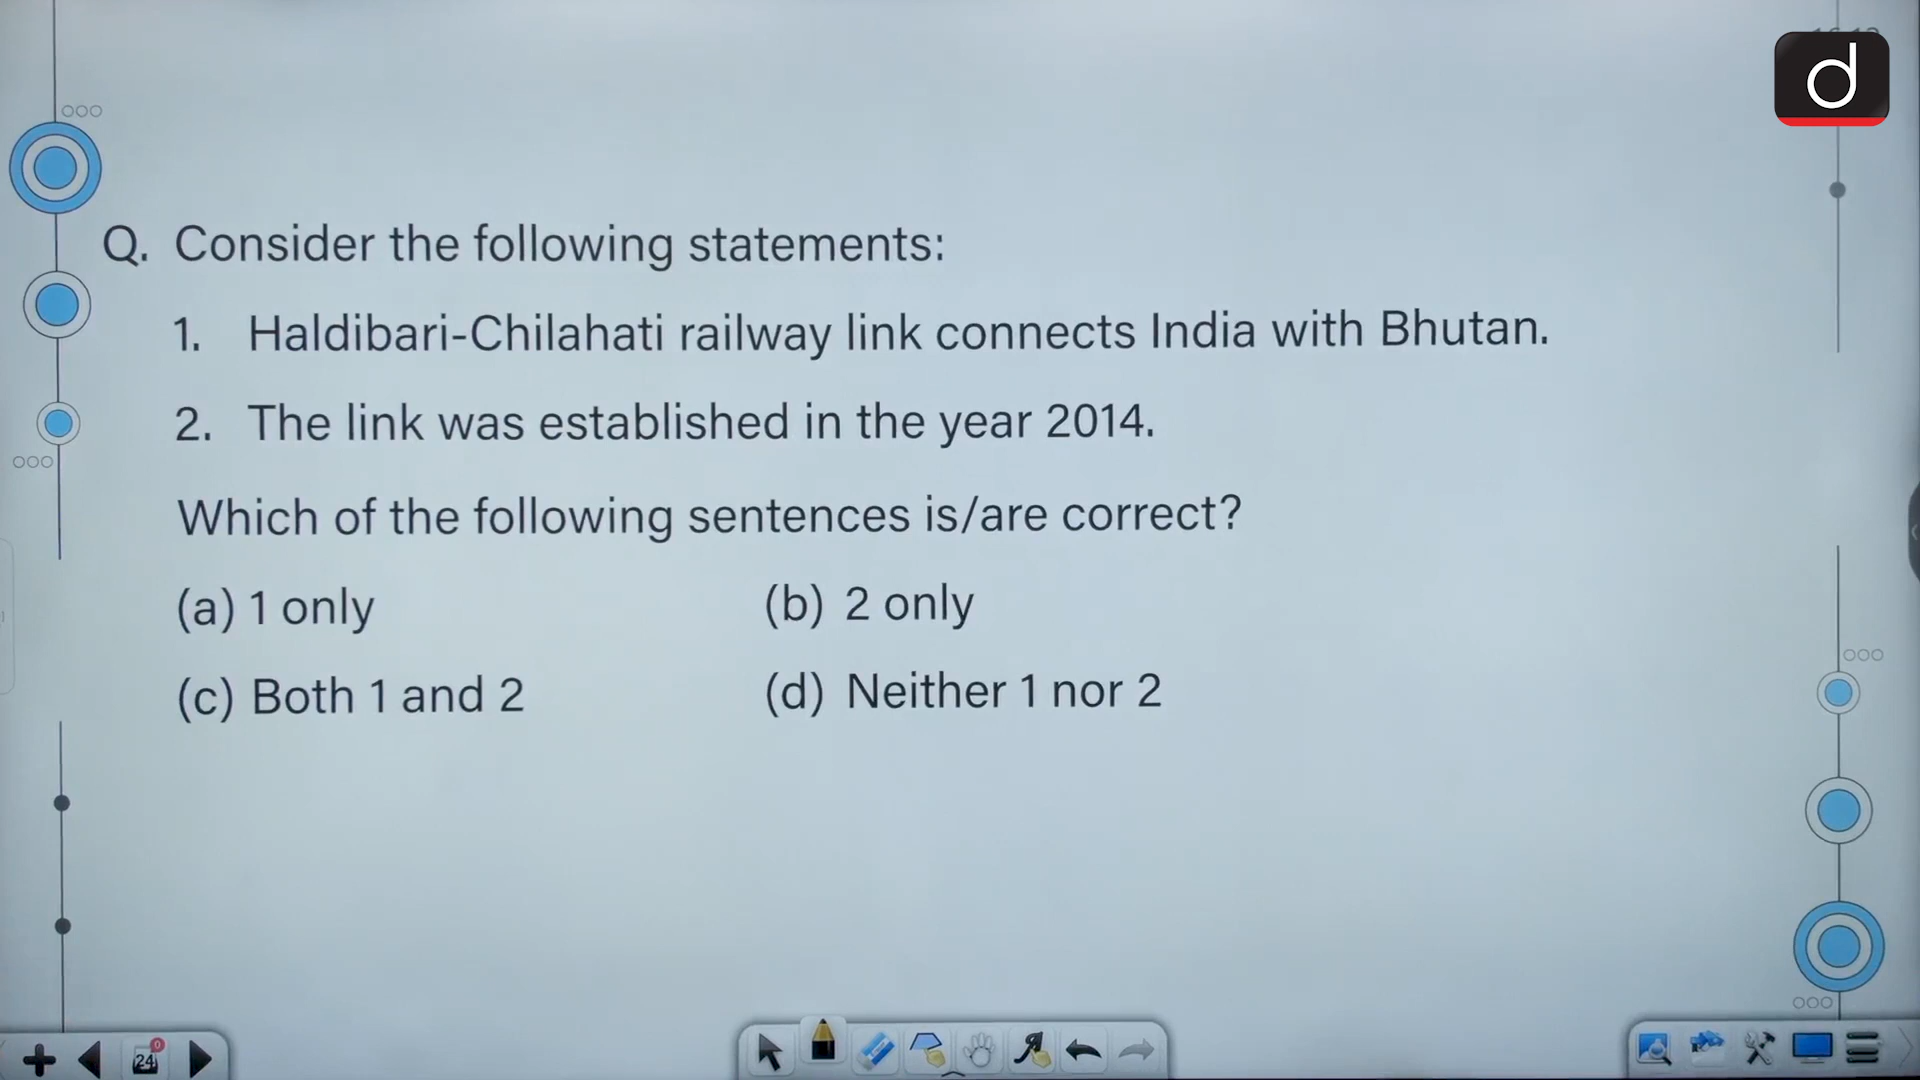 d
Q. Consider the following statements:
1. Haldibari-Chilahati railway link connects India with Bhutan.
2. The link was established in the year 2014.
Which of the following sentences is/are correct?
(a) 1 only (b) 2 only
(c) Both 1 and 2 (d) Neither 1 nor 2
24 0